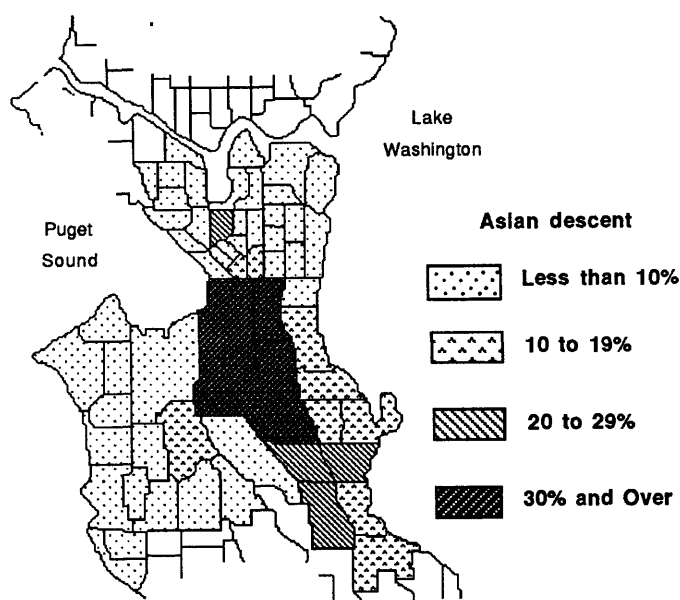 Lake
Washington
Puget
Sound
Asian descent
Less than 10%
10 to 19%
20 to 29%
30% and Over